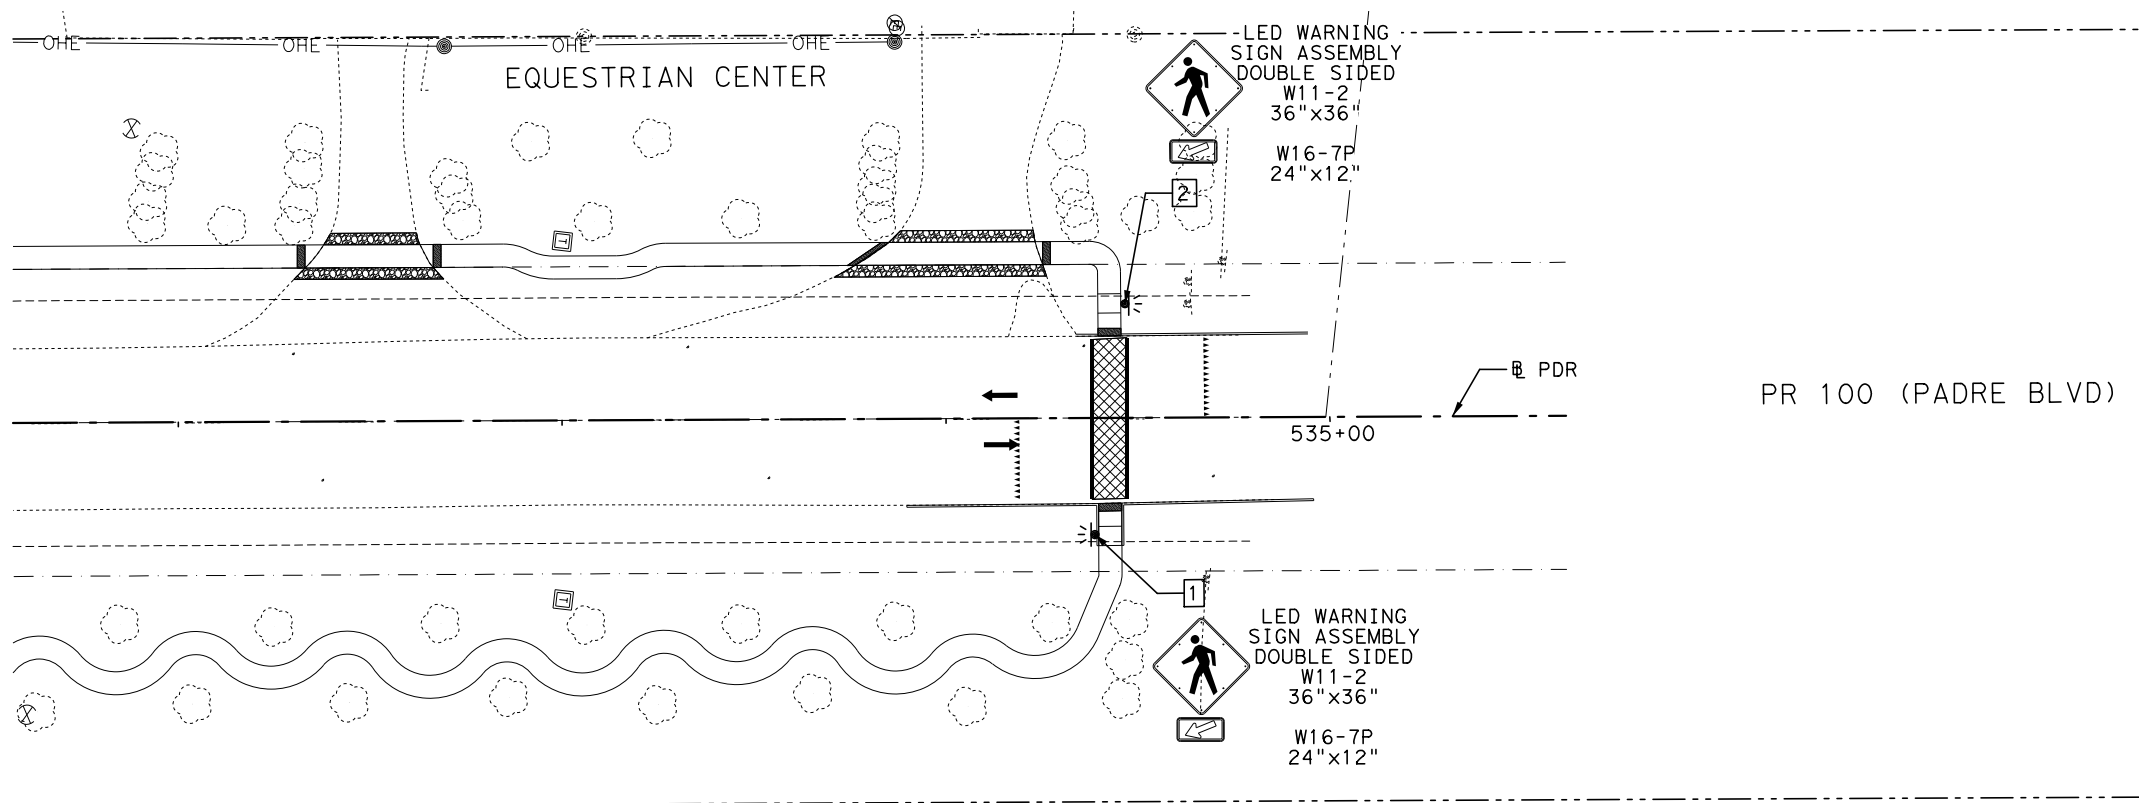 OHE
OHE
OHE
OHE
EQUESTRIAN CENTER
LED WARNING
SIGN ASSEMBLY
DOUBLE SIDED
W11-2
36"x36"
W16-7P
24"x12"
2
T
PDR
PR 100 (PADRE BLVD)
535+00
1
T
LED WARNING
SIGN ASSEMBLY
DOUBLE SIDED
W11-2
36"x36"
W16-7P
24"x12"